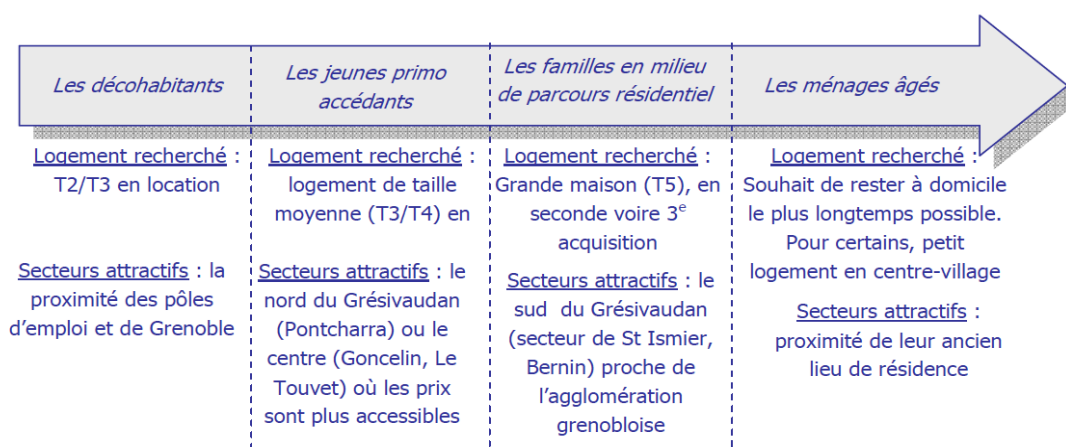 Les décohabitants
Les jeunes primo
accédants
Les familles en milieu
de parcours résidentiel
Les ménages âgés
Logement recherché :
T2/T3 en location
Secteurs attractifs : la
proximité des pôles
d'emploi et de Grenoble
Logement recherché :
logement de taille
moyenne (T3/T4) en
Secteurs attractifs : le
nord du Grésivaudan
(Pontcharra) ou le
centre (Goncelin, Le
Touvet) où les prix
sont plus accessibles
Logement recherché :
Grande maison (T5), en
seconde voire 3e
acquisition
Secteurs attractifs : le
sud du Grésivaudan
(secteur de St Ismier,
Bernin) proche de
l'agglomération
grenobloise
Logement recherché :
Souhait de rester à domicile
le plus longtemps possible.
Pour certains, petit
logement en centre-village
Secteurs attractifs :
proximité de leur ancien
lieu de résidence